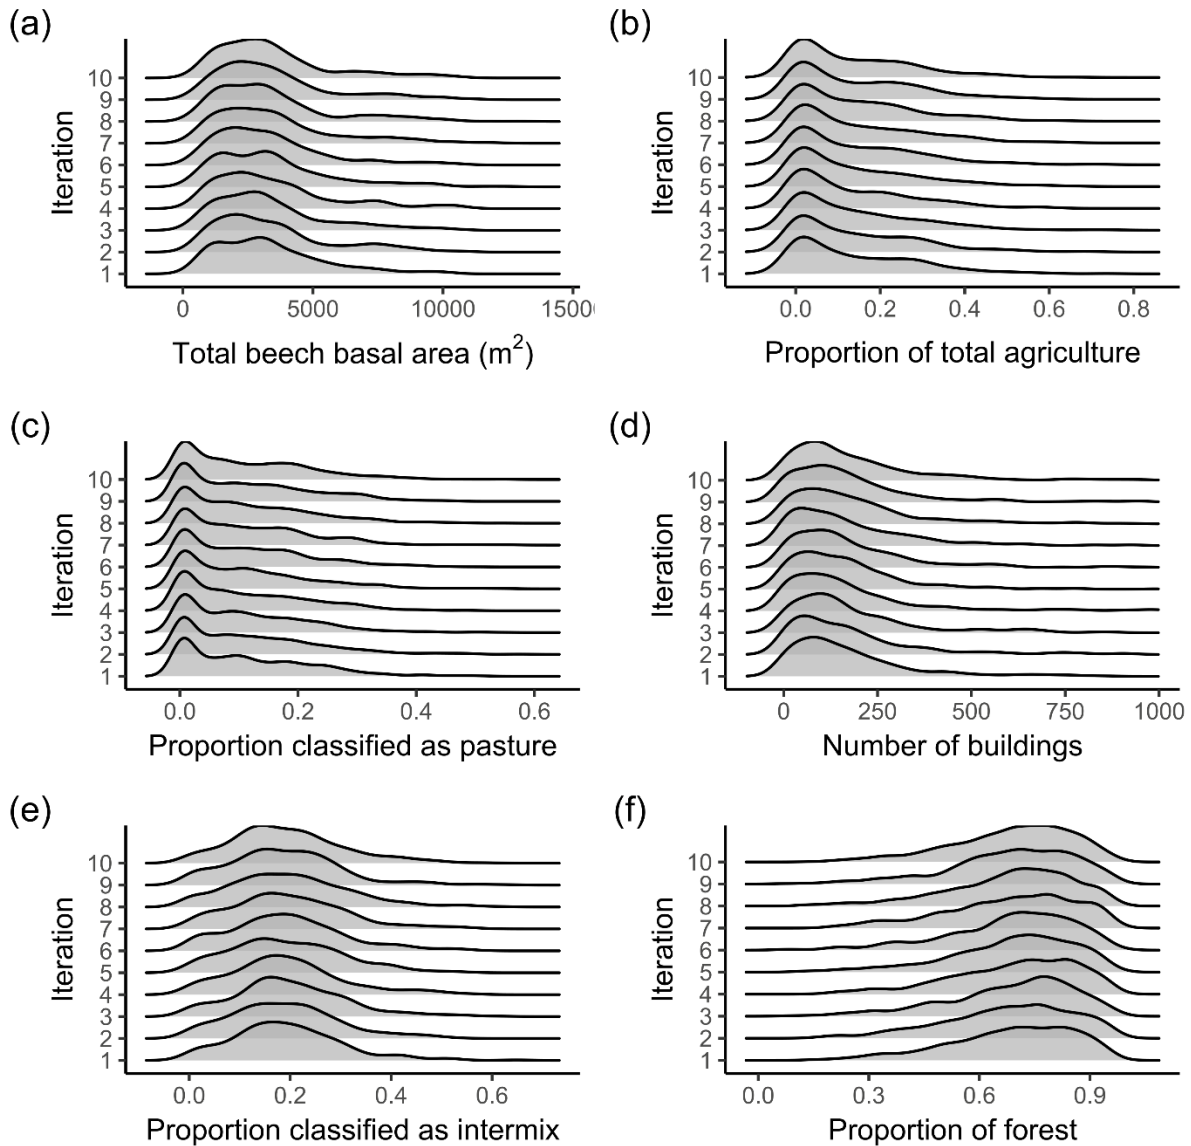 (a)
Iteration
10
9
8
7
6
5
4
3
2
1
0 5000 10000 15000
Total beech basal area (m²)
(b)
Iteration
10
9
8
7
6
5
4
3
2
1
0.0 0.2 0.4 0.6 0.8
Proportion of total agriculture
(c)
Iteration
10
9
8
7
6
5
4
3
2
1
0.0 0.2 0.4 0.6
Proportion classified as pasture
(d)
Iteration
10
9
8
7
6
5
4
3
2
1
0 250 500 750 1000
Number of buildings
(e)
Iteration
10
9
8
7
6
5
4
3
2
1
0.0 0.2 0.4 0.6
Proportion classified as intermix
(f)
Iteration
10
9
8
7
6
5
4
3
2
1
0.0 0.3 0.6 0.9
Proportion of forest